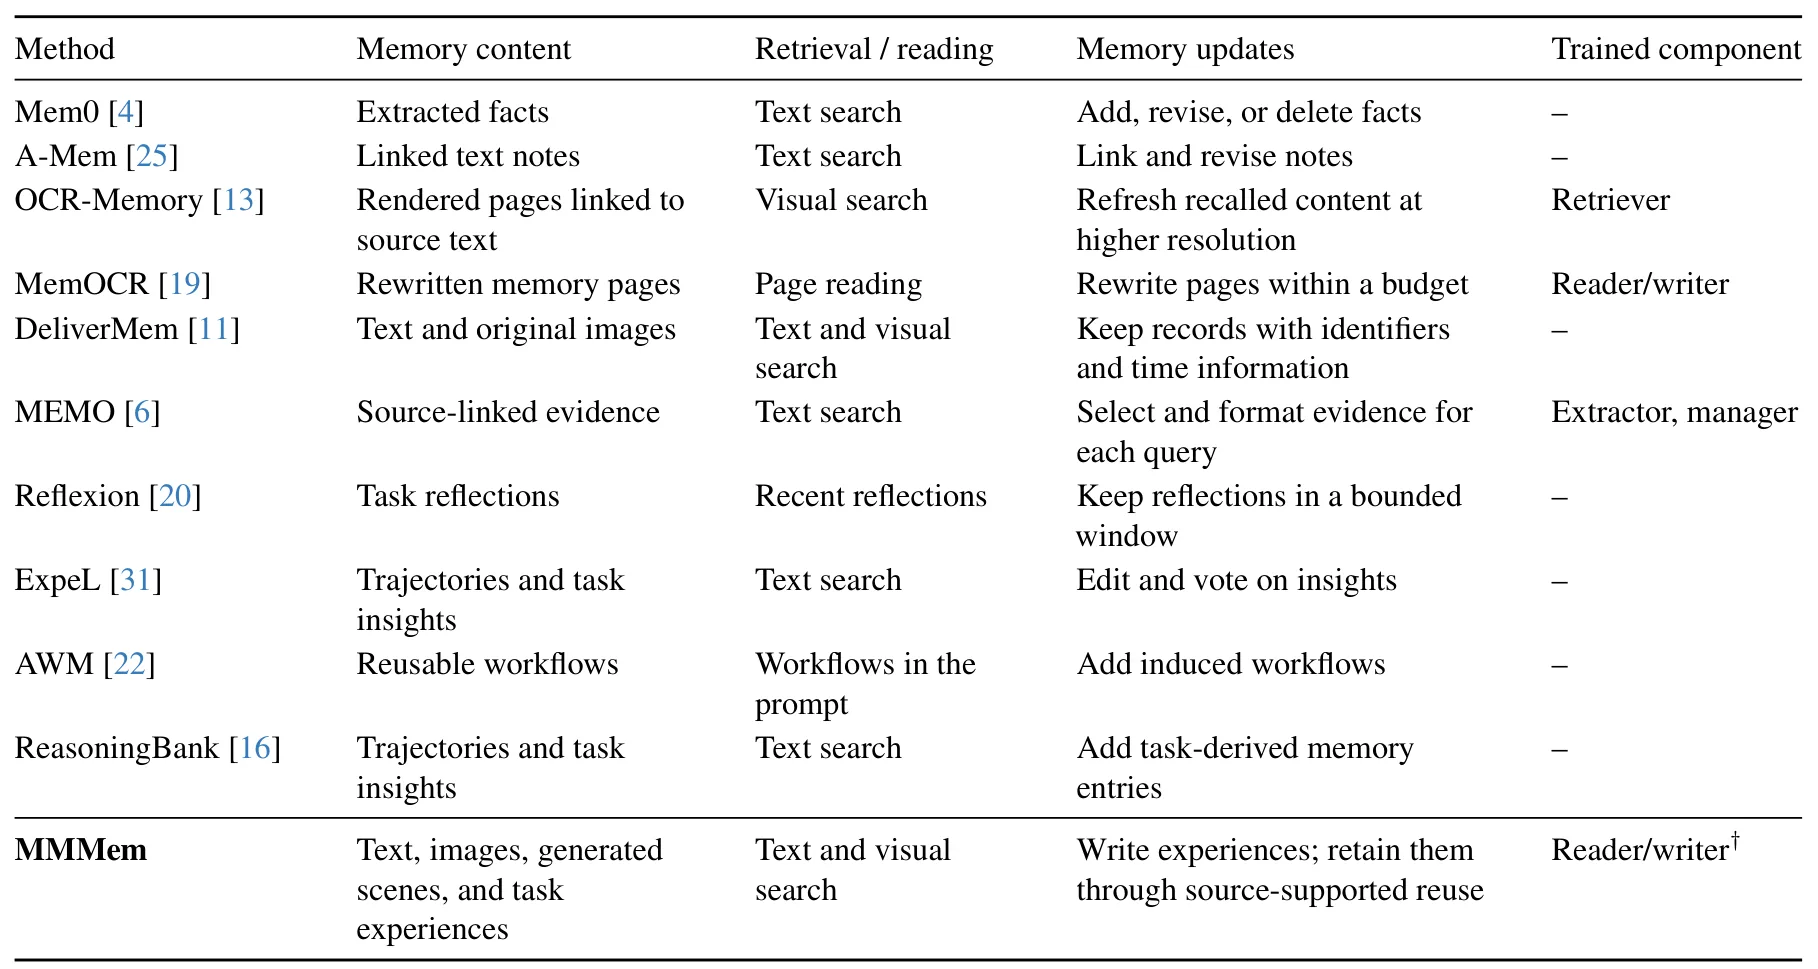 Method Memory content Retrieval / reading Memory updates Trained component
Mem0 [4] Extracted facts Text search Add, revise, or delete facts –
A-Mem [25] Linked text notes Text search Link and revise notes –
OCR-Memory [13] Rendered pages linked to Visual search Refresh recalled content at Retriever
source text higher resolution
MemOCR [19] Rewritten memory pages Page reading Rewrite pages within a budget Reader/writer
DeliverMem [11] Text and original images Text and visual Keep records with identifiers –
search and time information
MEMO [6] Source-linked evidence Text search Select and format evidence for Extractor, manager
each query
Reflexion [20] Task reflections Recent reflections Keep reflections in a bounded –
window
ExpeL [31] Trajectories and task Text search Edit and vote on insights –
insights
AWM [22] Reusable workflows Workflows in the Add induced workflows –
prompt
ReasoningBank [16] Trajectories and task Text search Add task-derived memory –
insights entries
MMMem Text, images, generated Text and visual Write experiences; retain them Reader/writer†
scenes, and task search through source-supported reuse
experiences